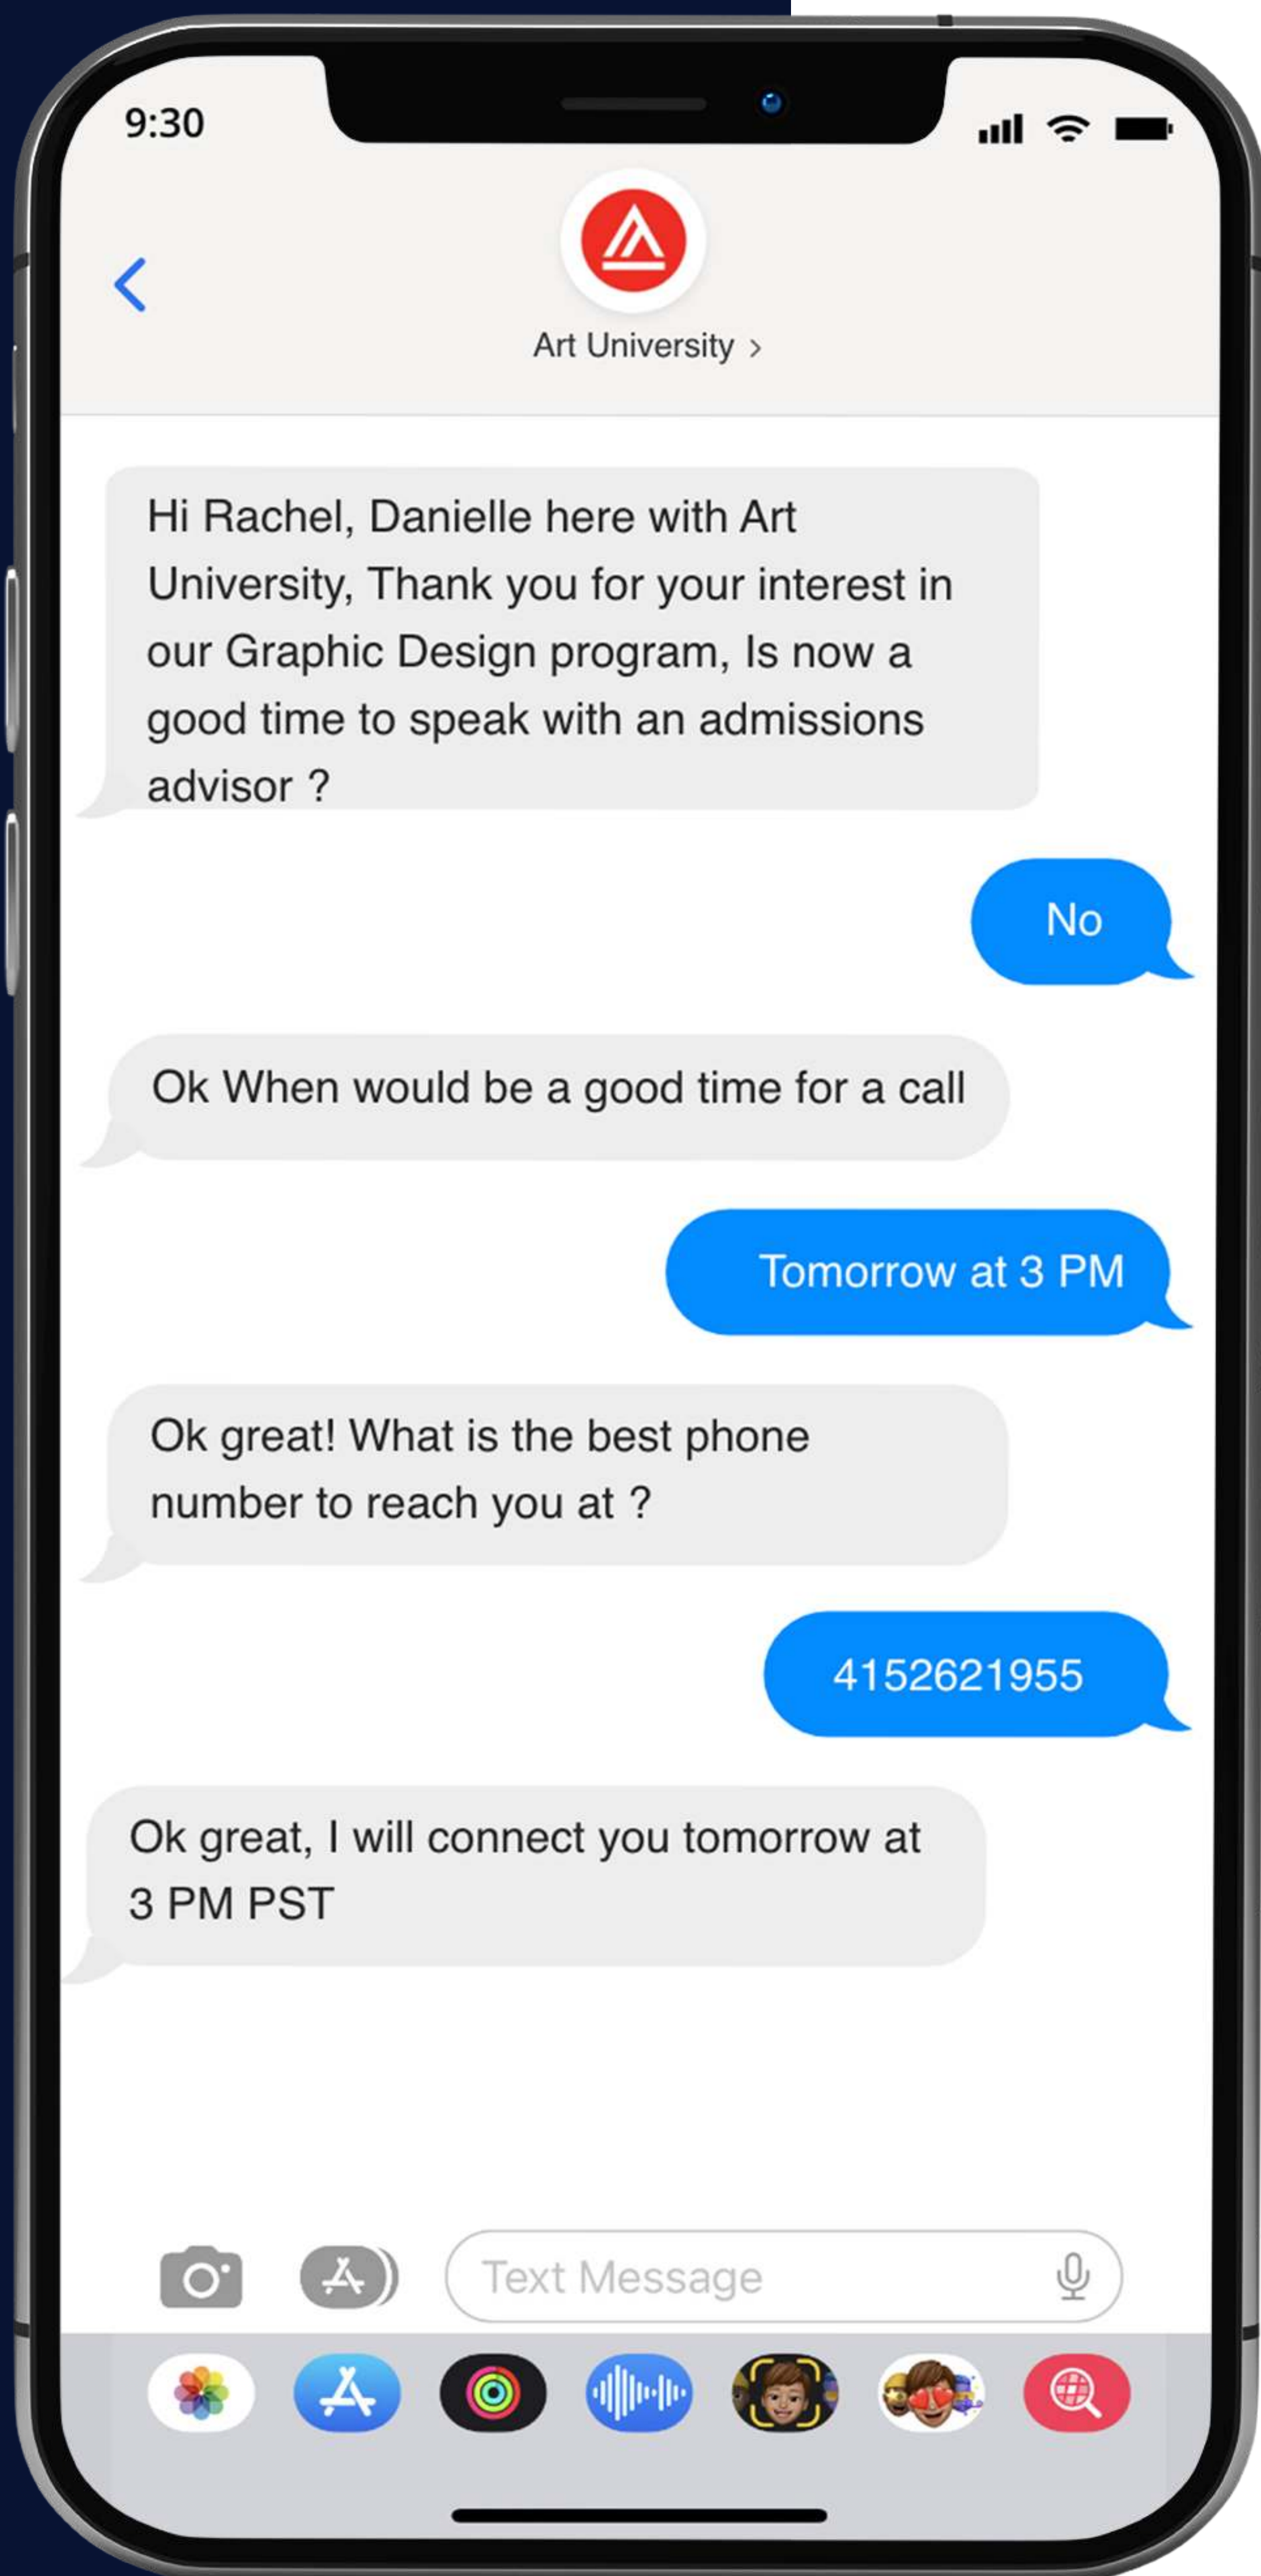 9:30
Art University >
Hi Rachel, Danielle here with Art
University, Thank you for your interest in
our Graphic Design program, Is now a
good time to speak with an admissions
advisor ?
No
Ok When would be a good time for a call
Tomorrow at 3 PM
Ok great! What is the best phone
number to reach you at ?
4152621955
Ok great, I will connect you tomorrow at
3 PM PST
Text Message